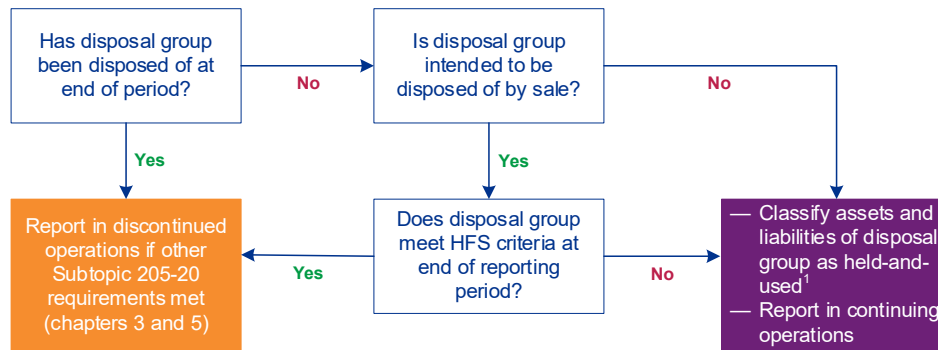 Has disposal group
been disposed of at
end of period?
No
Is disposal group
intended to be
disposed of by sale?
No
Yes
Yes
Report in discontinued
operations if other
Subtopic 205-20
requirements met
(chapters 3 and 5)
Yes
Does disposal group
meet HFS criteria at
end of reporting
period?
No
— Classify assets and
liabilities of disposal
group as held-and-
used¹
— Report in continuing
operations